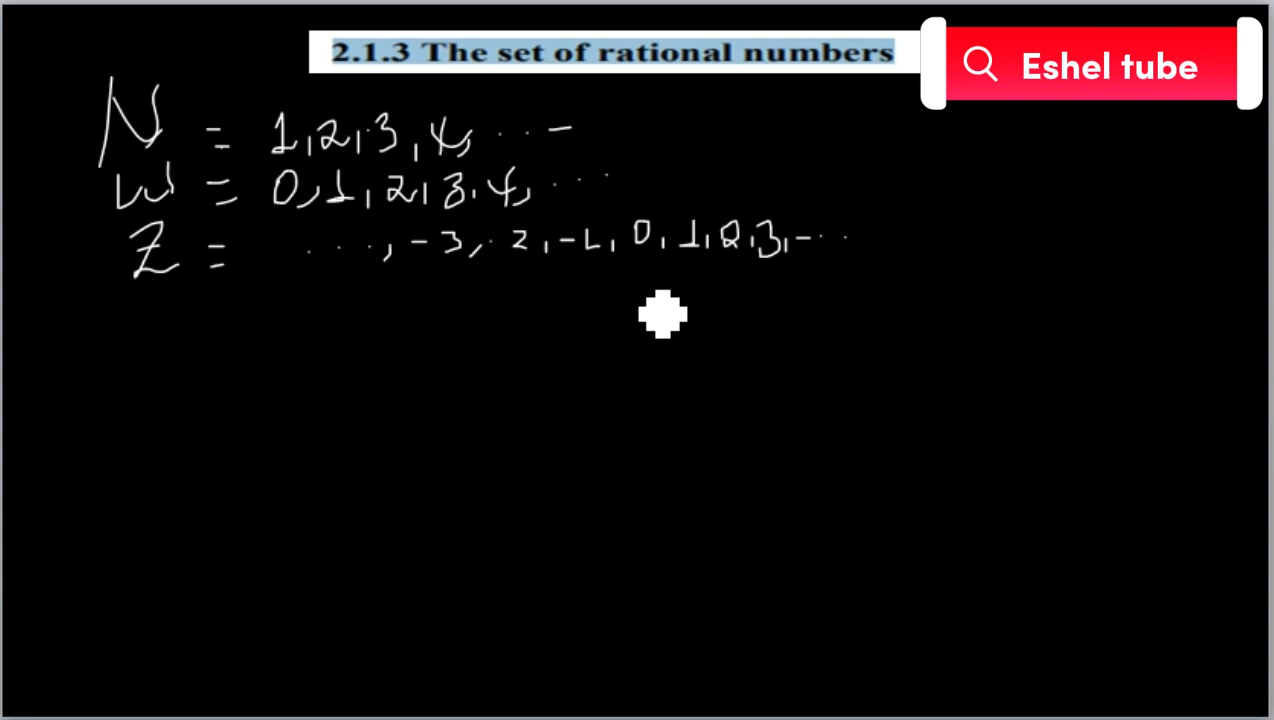 2.1.3 The set of rational numbers
Eshel tube
N = 1, 2, 3, 4, ...
W = 0, 1, 2, 3, 4, ...
Z = ..., -3, -2, -1, 0, 1, 2, 3, ...